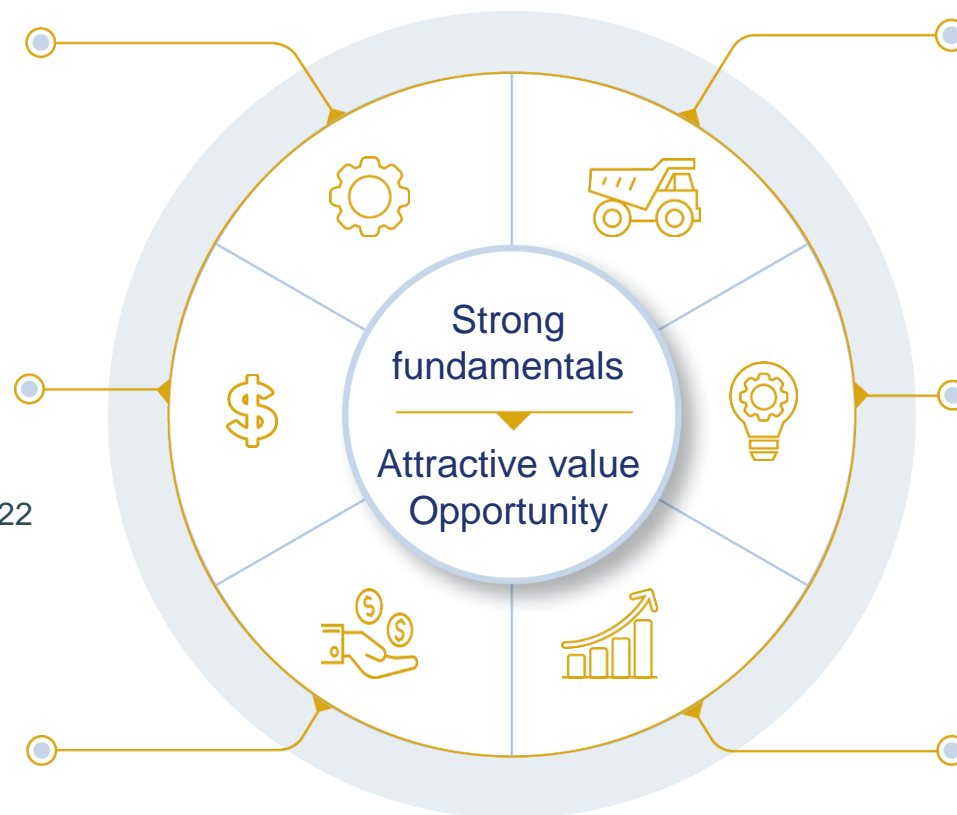 Strong
fundamentals
Attractive value
Opportunity
22
$
$
$